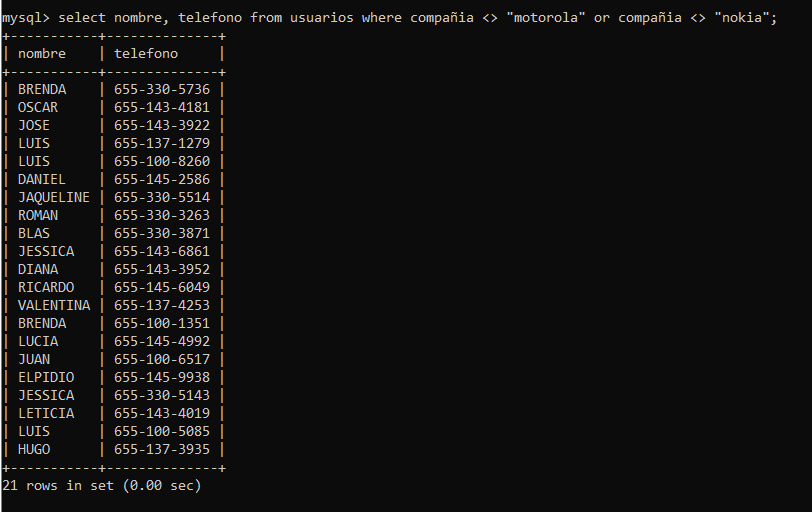 mysql> select nombre, telefono from usuarios where compañia <> "motorola" or compañia <> "nokia";
+-----------+--------------+
| nombre    | telefono     |
+-----------+--------------+
| BRENDA    | 655-330-5736 |
| OSCAR     | 655-143-4181 |
| JOSE      | 655-143-3922 |
| LUIS      | 655-137-1279 |
| LUIS      | 655-100-8260 |
| DANIEL    | 655-145-2586 |
| JAQUELINE | 655-330-5514 |
| ROMAN     | 655-330-3263 |
| BLAS      | 655-330-3871 |
| JESSICA   | 655-143-6861 |
| DIANA     | 655-143-3952 |
| RICARDO   | 655-145-6049 |
| VALENTINA | 655-137-4253 |
| BRENDA    | 655-100-1351 |
| LUCIA     | 655-145-4992 |
| JUAN      | 655-100-6517 |
| ELPIDIO   | 655-145-9938 |
| JESSICA   | 655-330-5143 |
| LETICIA   | 655-143-4019 |
| LUIS      | 655-100-5085 |
| HUGO      | 655-137-3935 |
+-----------+--------------+
21 rows in set (0.00 sec)